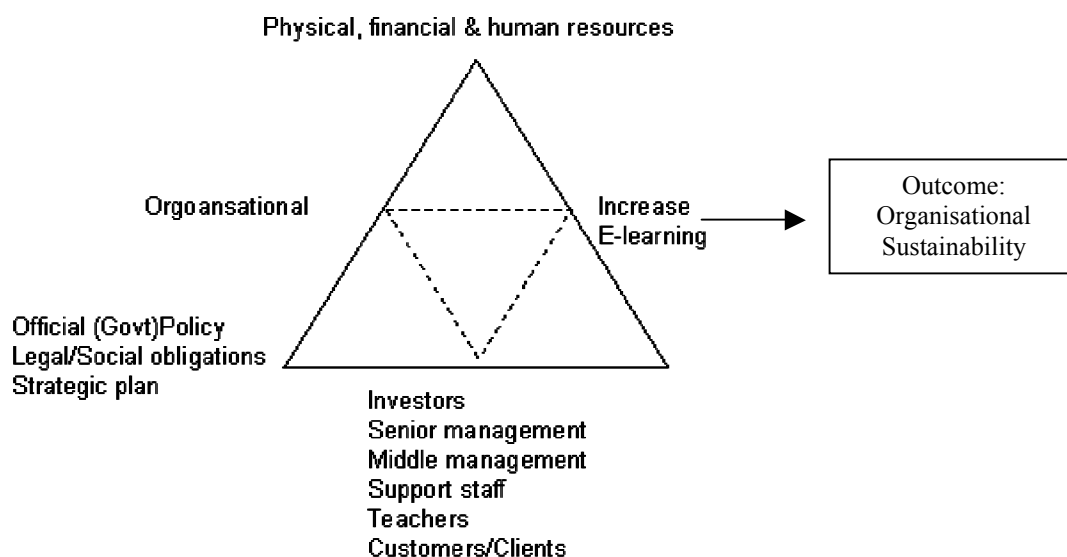 Physical, financial & human resources
Orgoansational
Increase
E-learning
Outcome:
Organisational
Sustainability
Official (Govt)Policy
Legal/Social obligations
Strategic plan
Investors
Senior management
Middle management
Support staff
Teachers
Customers/Clients